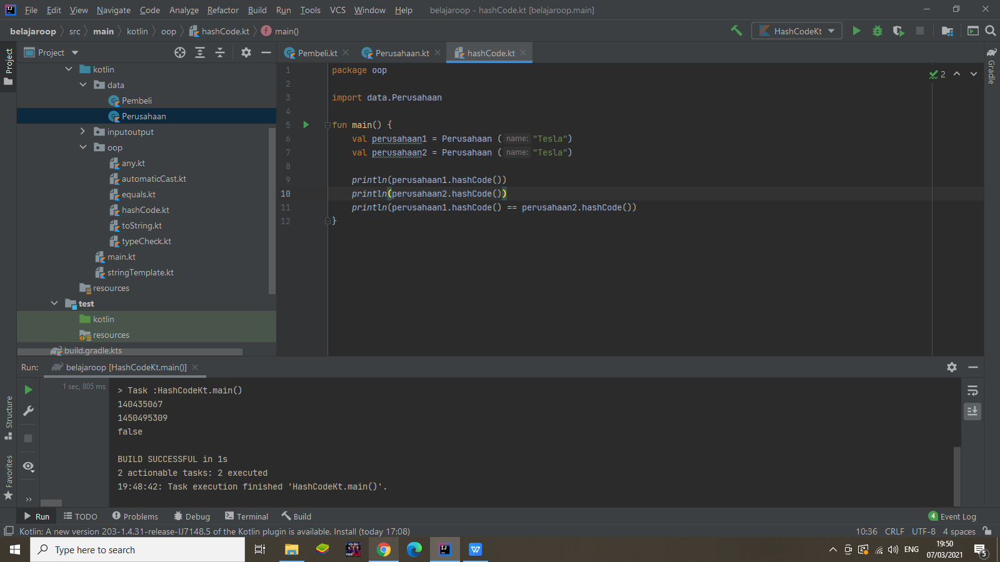 File Edit View Navigate Code Analyze Refactor Build Run Tools VCS Window Help belajaroop - hashCode.kt [belajaroop.main]
belajaroop src main kotlin oop hashCode.kt main() HashCodeKt
Project Pembeli.kt Perusahaan.kt hashCode.kt
Project
Gradle
kotlin
data
Pembeli
Perusahaan
inputoutput
oop
any.kt
automaticCast.kt
equals.kt
hashCode.kt
toString.kt
typeCheck.kt
main.kt
stringTemplate.kt
resources
test
kotlin
resources
build.gradle.kts
1 package oop
2
3 import data.Perusahaan
4
5 fun main() {
6 val perusahaan1 = Perusahaan ( name: "Tesla")
7 val perusahaan2 = Perusahaan ( name: "Tesla")
8
9 println(perusahaan1.hashCode())
10 println(perusahaan2.hashCode())
11 println(perusahaan1.hashCode() == perusahaan2.hashCode())
12 }
2
Run: belajaroop [HashCodeKt.main()]
1 sec, 805 ms
> Task :HashCodeKt.main()
140435067
1450495309
false
BUILD SUCCESSFUL in 1s
2 actionable tasks: 2 executed
19:48:42: Task execution finished 'HashCodeKt.main()'.
Structure
Favorites
Run TODO Problems Debug Terminal Build 4 Event Log
Kotlin: A new version 203-1.4.31-release-IJ7148.5 of the Kotlin plugin is available. Install (today 17:08) 10:36 CRLF UTF-8 4 spaces
Type here to search ENG 19:50
07/03/2021 5